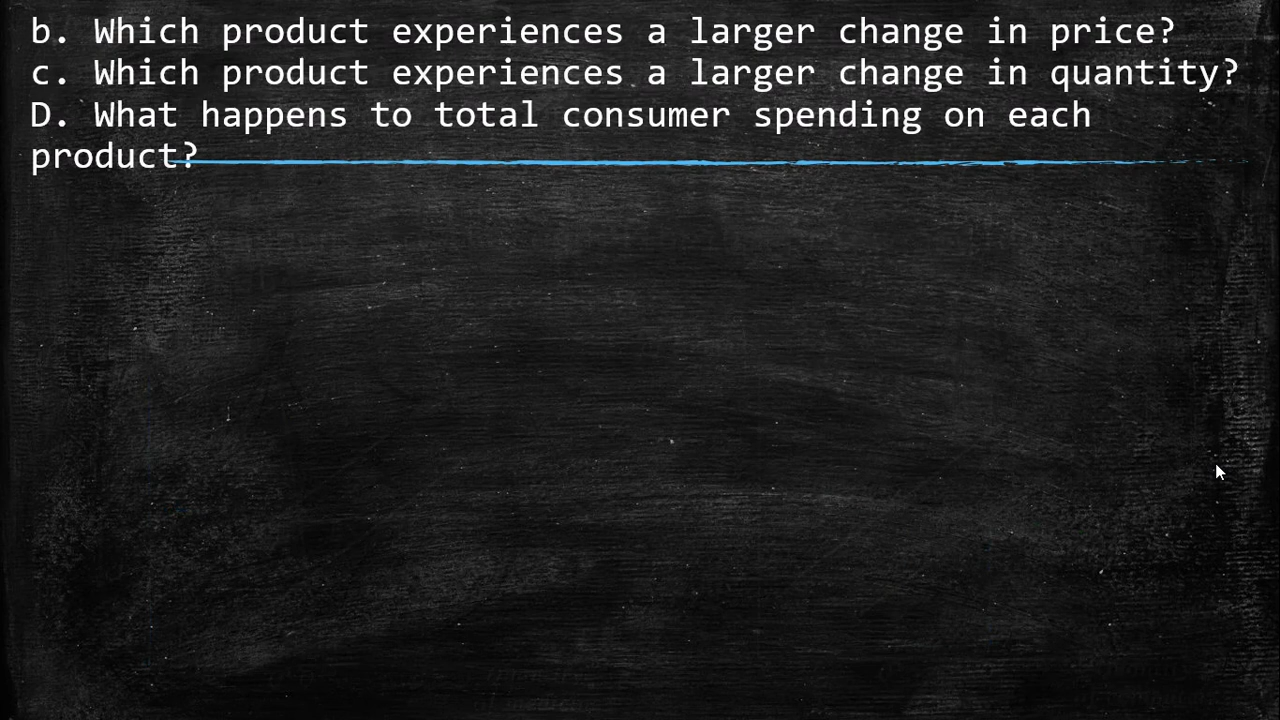 b. Which product experiences a larger change in price?
c. Which product experiences a larger change in quantity?
D. What happens to total consumer spending on each
product?